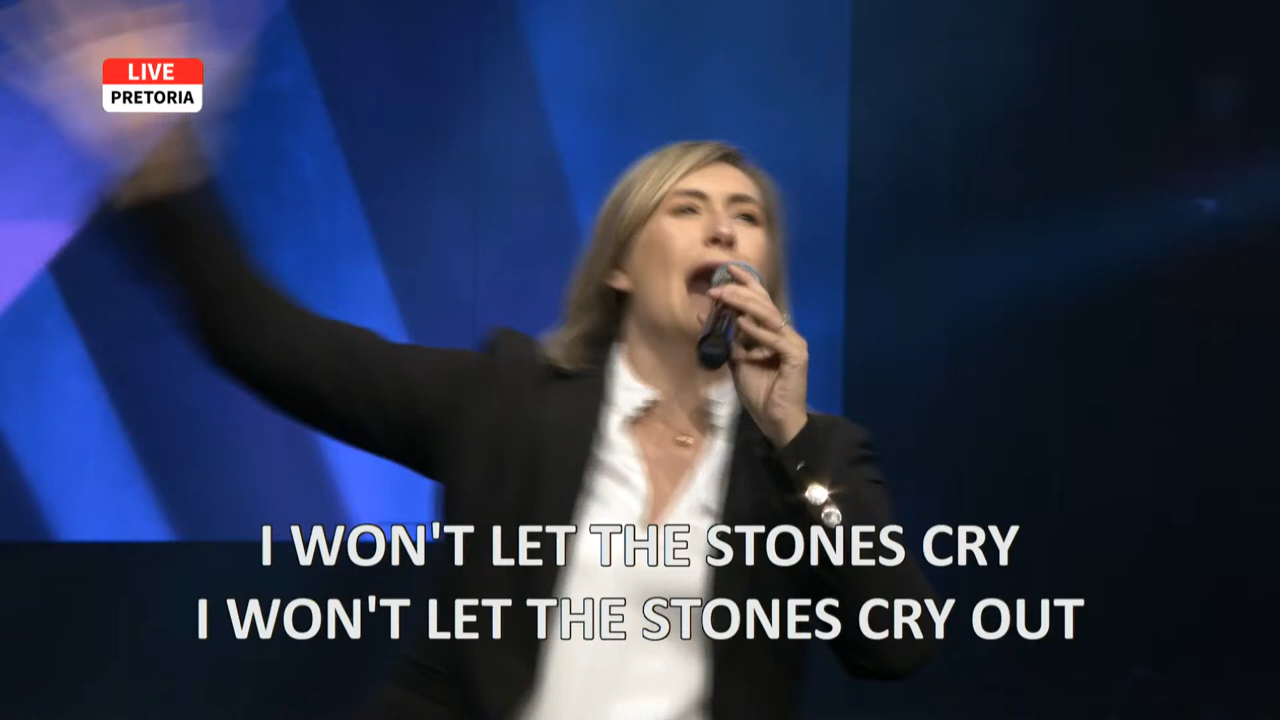 LIVE
PRETORIA
I WON'T LET THE STONES CRY
I WON'T LET THE STONES CRY OUT